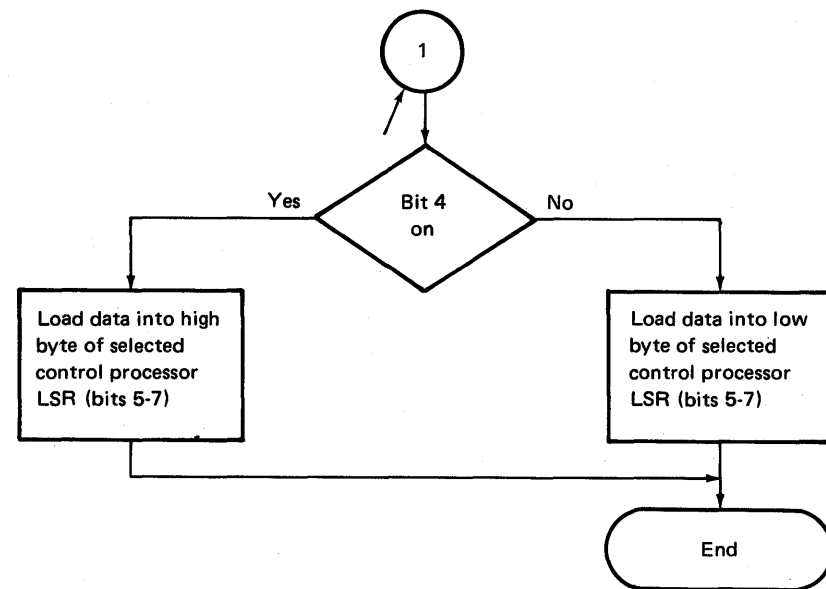 1
Bit 4
on
Yes
No
Load data into high
byte of selected
control processor
LSR (bits 5-7)
Load data into low
byte of selected
control processor
LSR (bits 5-7)
End